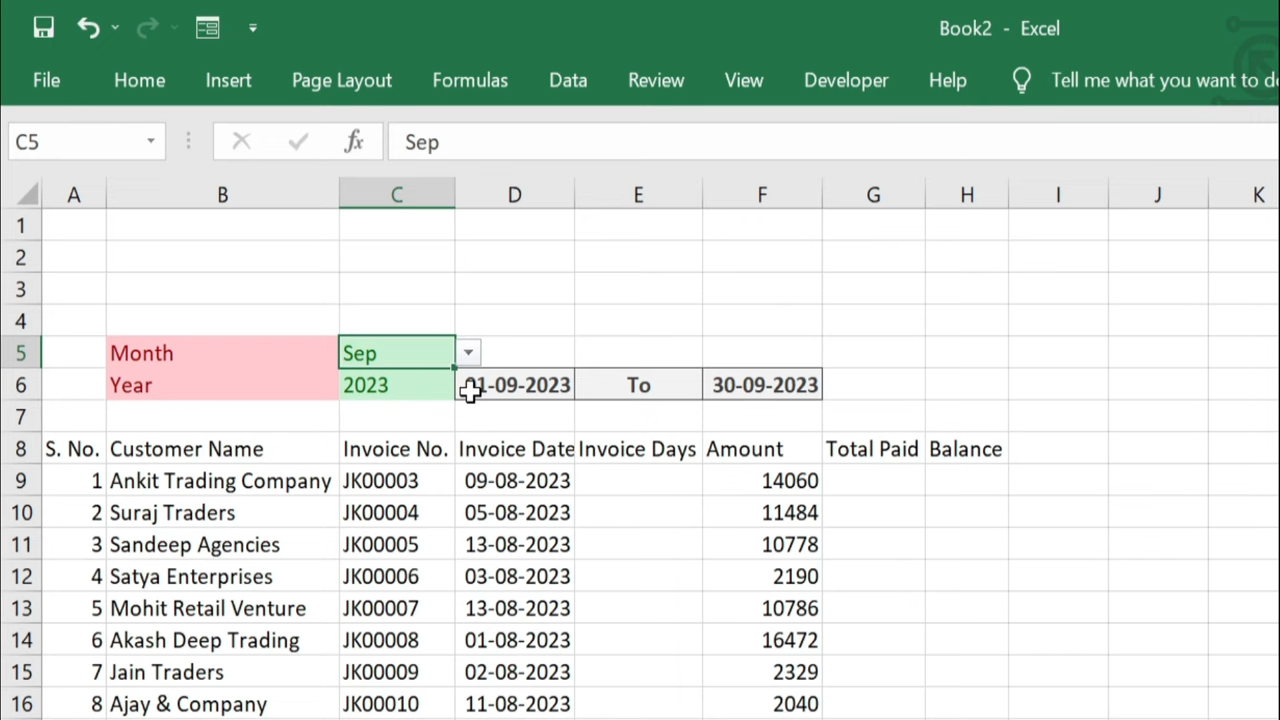 Book2 - Excel
File Home Insert Page Layout Formulas Data Review View Developer Help Tell me what you want to
C5 fx Sep
A B C D E F G H I J K
1
2
3
4
5 Month Sep
6 Year 2023 01-09-2023 To 30-09-2023
7
8 S. No. Customer Name Invoice No. Invoice Date Invoice Days Amount Total Paid Balance
9 1 Ankit Trading Company JK00003 09-08-2023 14060
10 2 Suraj Traders JK00004 05-08-2023 11484
11 3 Sandeep Agencies JK00005 13-08-2023 10778
12 4 Satya Enterprises JK00006 03-08-2023 2190
13 5 Mohit Retail Venture JK00007 13-08-2023 10786
14 6 Akash Deep Trading JK00008 01-08-2023 16472
15 7 Jain Traders JK00009 02-08-2023 2329
16 8 Ajay & Company JK00010 11-08-2023 2040